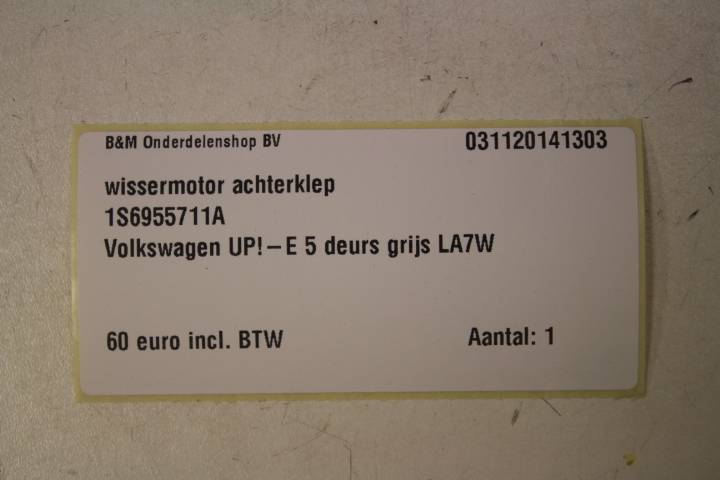 B&M Onderdelenshop BV 031120141303
wissermotor achterklep
1S6955711A
Volkswagen UP!-E 5 deurs grijs LA7W
60 euro incl. BTW Aantal: 1